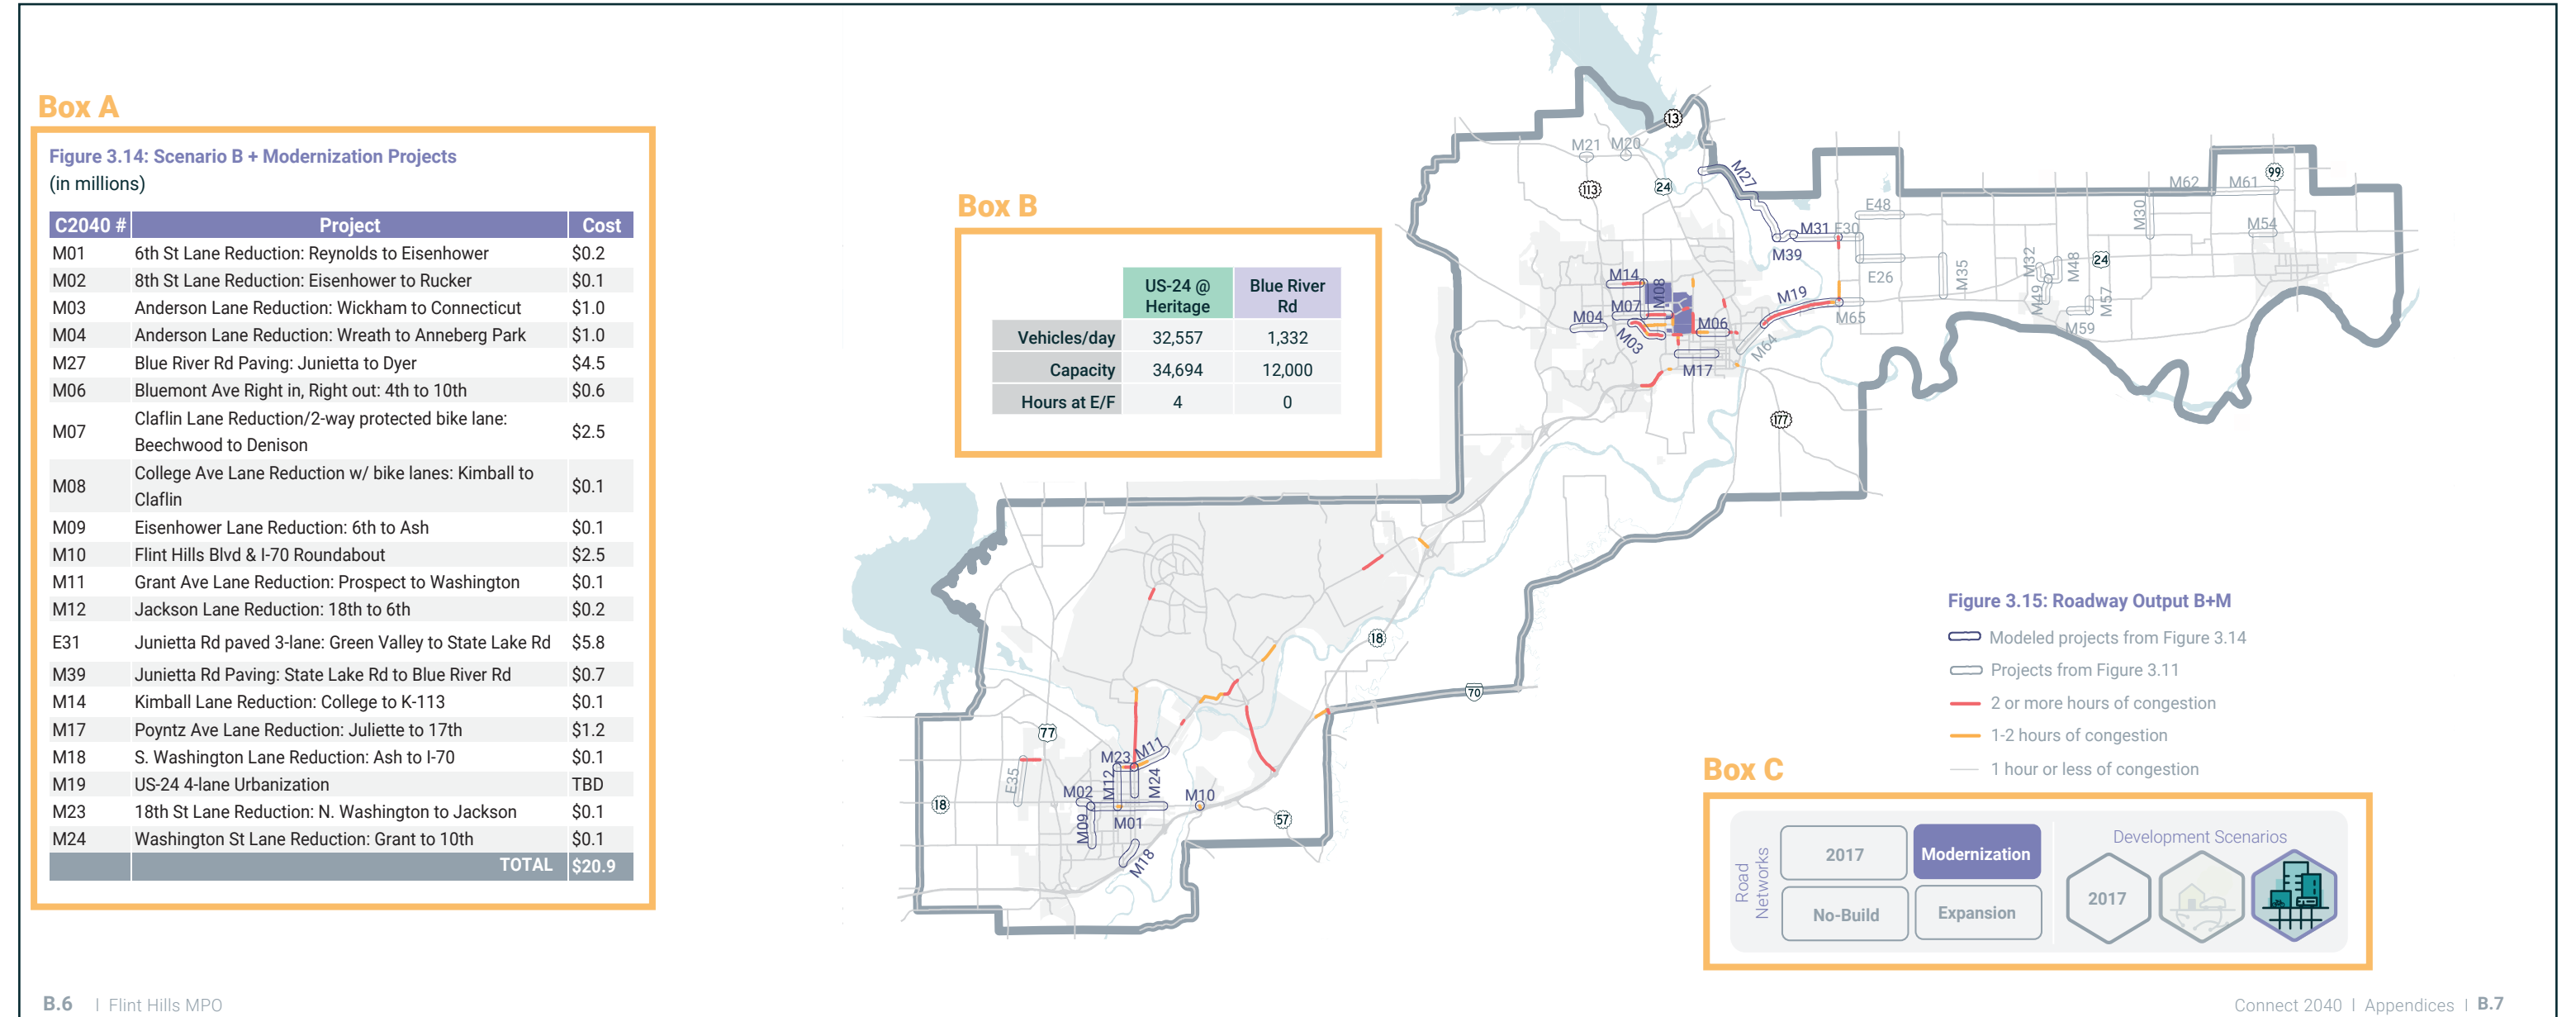 Box A
Figure 3.14: Scenario B + Modernization Projects
(in millions)
C2040 # Project Cost
M01 6th St Lane Reduction: Reynolds to Eisenhower $0.2
M02 8th St Lane Reduction: Eisenhower to Rucker $0.1
M03 Anderson Lane Reduction: Wickham to Connecticut $1.0
M04 Anderson Lane Reduction: Wreath to Anneberg Park $1.0
M27 Blue River Rd Paving: Junietta to Dyer $4.5
M06 Bluemont Ave Right in, Right out: 4th to 10th $0.6
M07 Claflin Lane Reduction/2-way protected bike lane:
Beechwood to Denison $2.5
M08 College Ave Lane Reduction w/ bike lanes: Kimball to
Claflin $0.1
M09 Eisenhower Lane Reduction: 6th to Ash $0.1
M10 Flint Hills Blvd & I-70 Roundabout $2.5
M11 Grant Ave Lane Reduction: Prospect to Washington $0.1
M12 Jackson Lane Reduction: 18th to 6th $0.2
E31 Junietta Rd paved 3-lane: Green Valley to State Lake Rd $5.8
M39 Junietta Rd Paving: State Lake Rd to Blue River Rd $0.7
M14 Kimball Lane Reduction: College to K-113 $0.1
M17 Poyntz Ave Lane Reduction: Juliette to 17th $1.2
M18 S. Washington Lane Reduction: Ash to I-70 $0.1
M19 US-24 4-lane Urbanization TBD
M23 18th St Lane Reduction: N. Washington to Jackson $0.1
M24 Washington St Lane Reduction: Grant to 10th $0.1
TOTAL $20.9
Box B
US-24 @ Heritage
Blue River Rd
Vehicles/day 32,557 1,332
Capacity 34,694 12,000
Hours at E/F 4 0
13
M21
M20
113
24
M27
M31
E30
M39
E48
E26
M35
M32
M49
M48
24
M57
M59
M30
M62
M61
99
M54
M14
M08
M07
M04
M03
M06
M19
M65
M64
M17
177
18
70
77
E35
18
M23
M11
M12
M24
M02
M09
M01
M10
M18
57
Figure 3.15: Roadway Output B+M
Modeled projects from Figure 3.14
Projects from Figure 3.11
2 or more hours of congestion
1-2 hours of congestion
1 hour or less of congestion
Box C
Road
Networks
2017
Modernization
No-Build
Expansion
Development Scenarios
2017
B.6 | Flint Hills MPO
Connect 2040 | Appendices | B.7